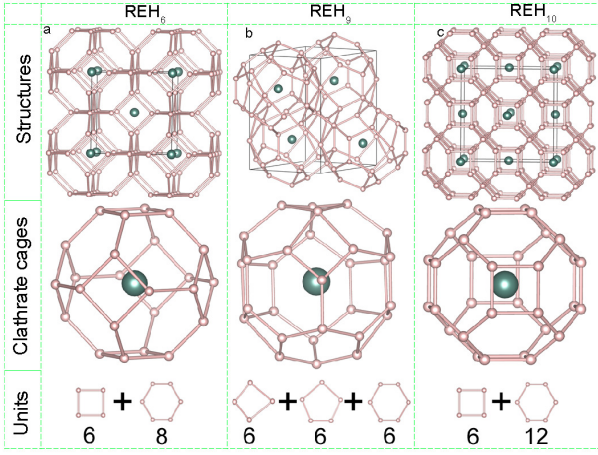 REH6 REH9 REH10
a b c
Structures
Clathrate cages
Units
+ + + +
6 8 6 6 6 6 12